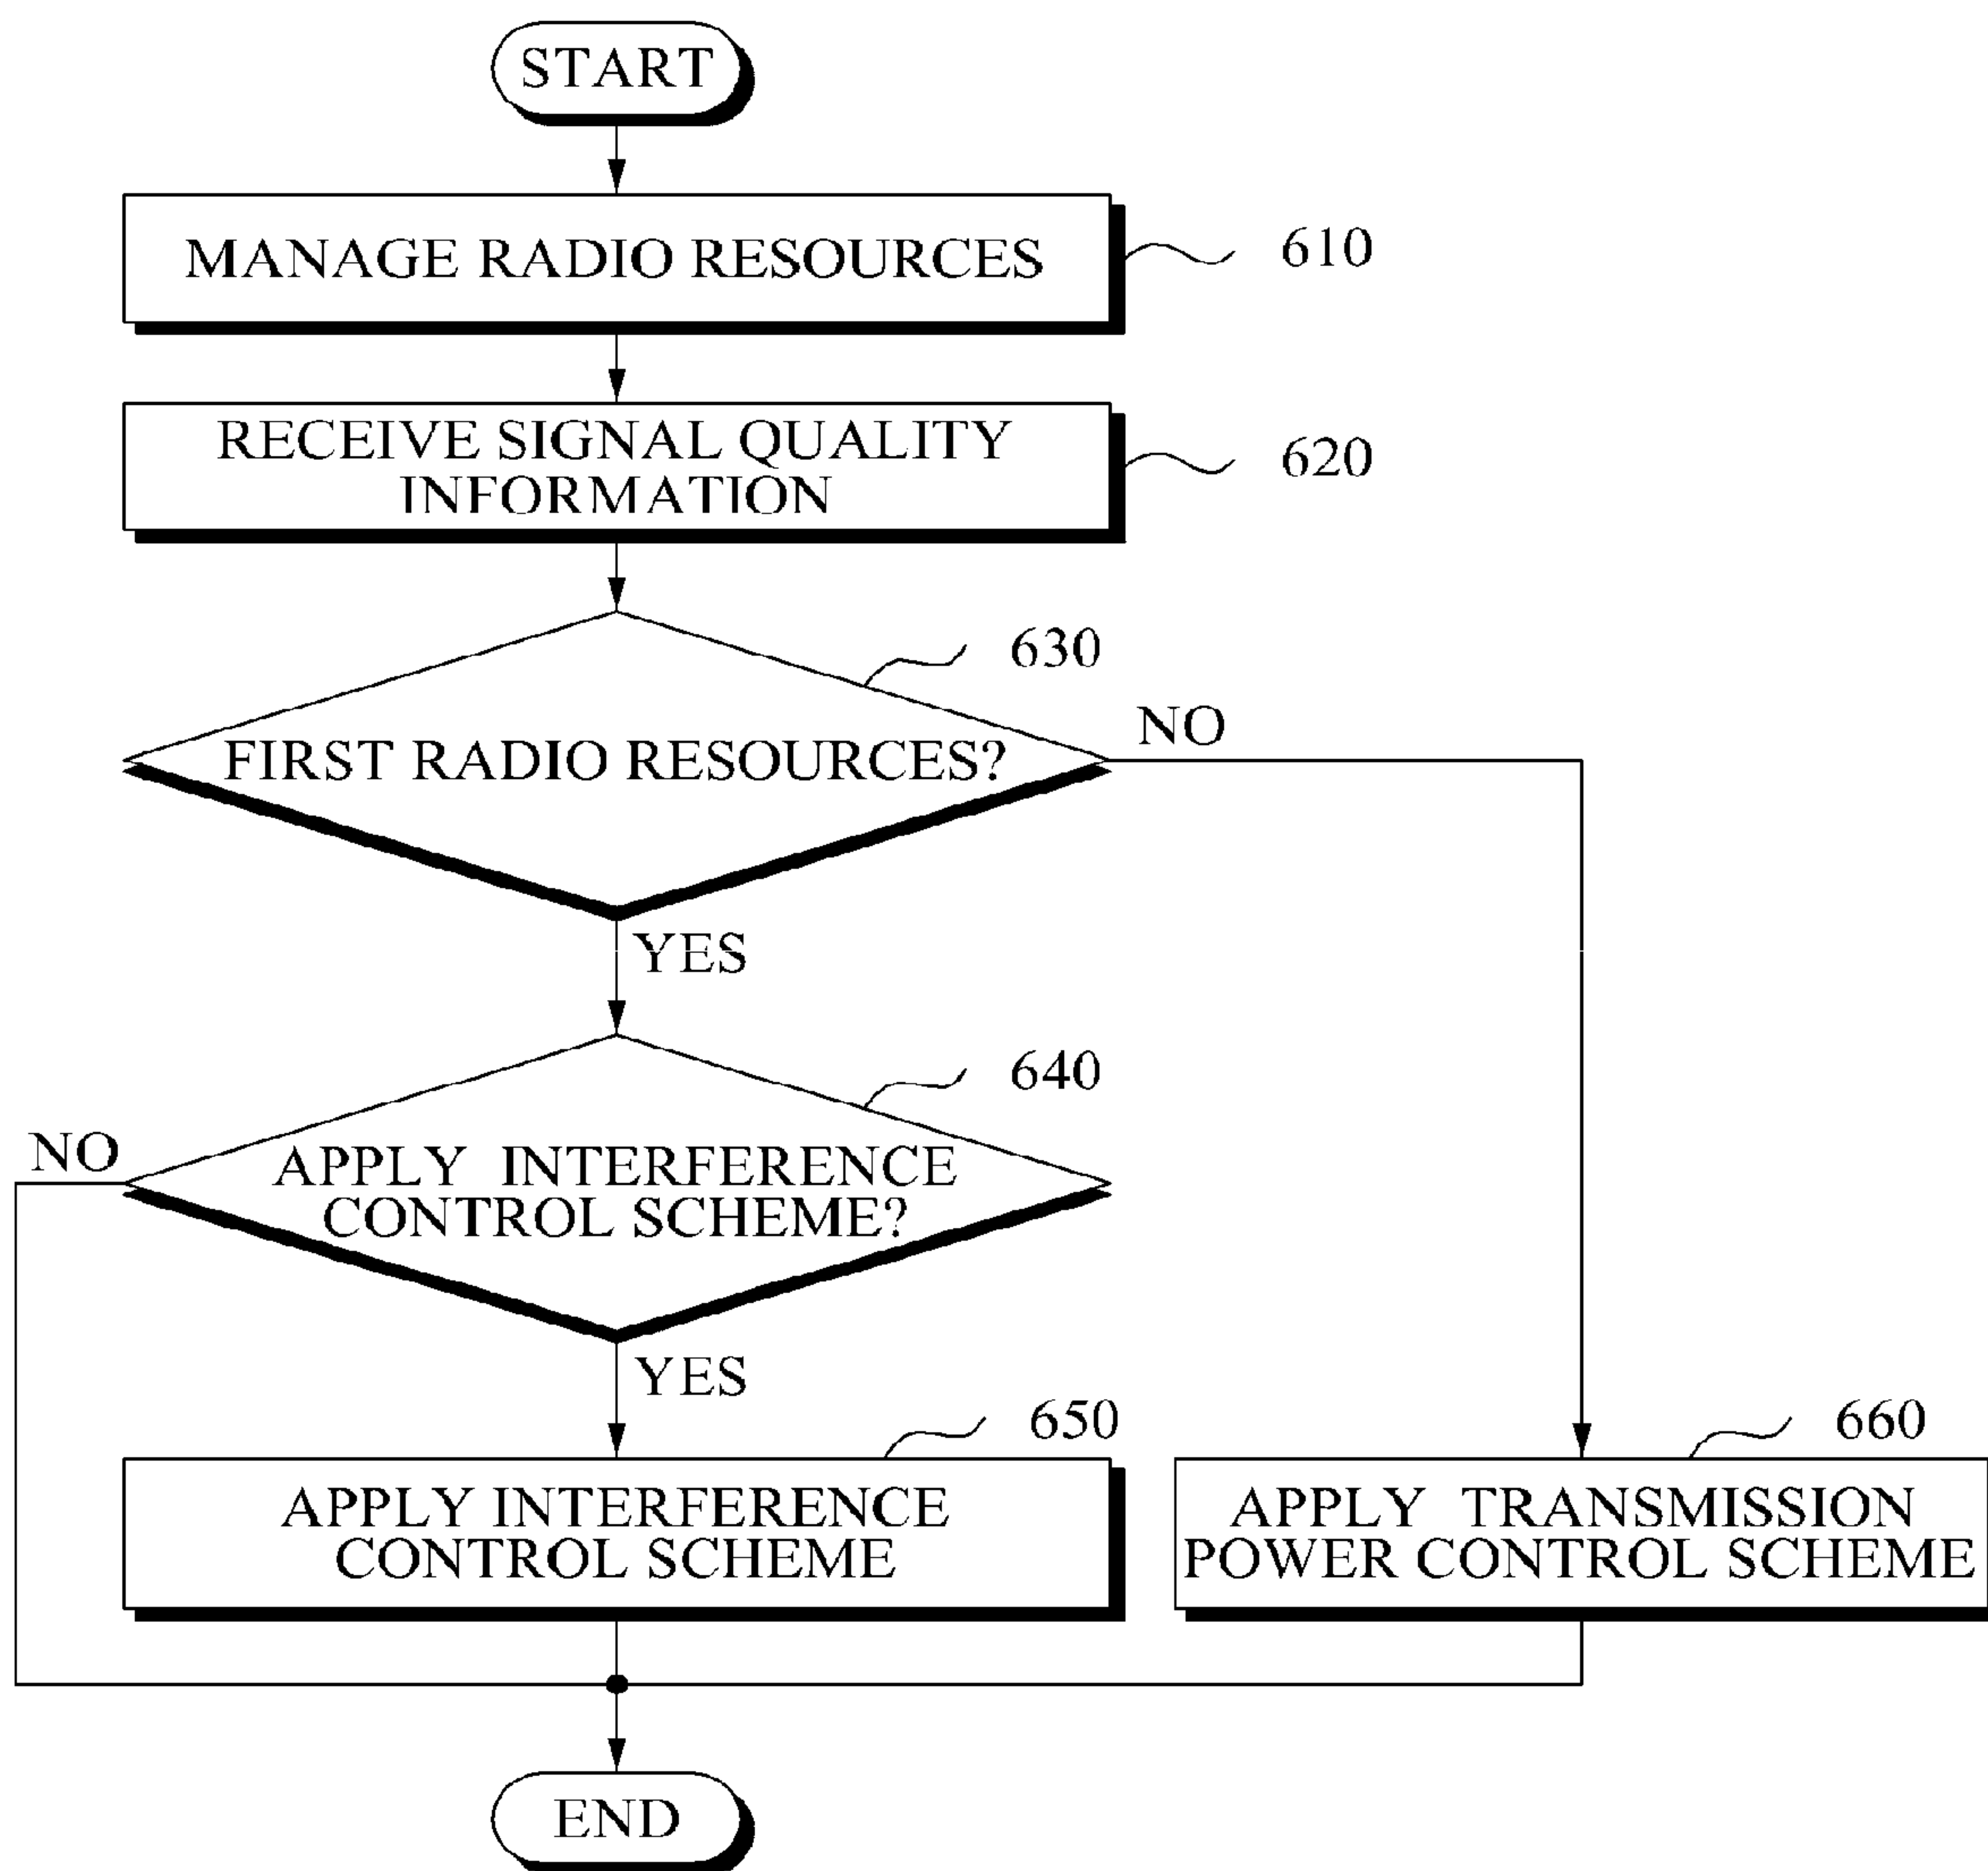 START
MANAGE RADIO RESOURCES
610
RECEIVE SIGNAL QUALITY
INFORMATION
620
630
FIRST RADIO RESOURCES?
NO
YES
640
NO
APPLY INTERFERENCE
CONTROL SCHEME?
YES
650
APPLY INTERFERENCE
CONTROL SCHEME
660
APPLY TRANSMISSION
POWER CONTROL SCHEME
END